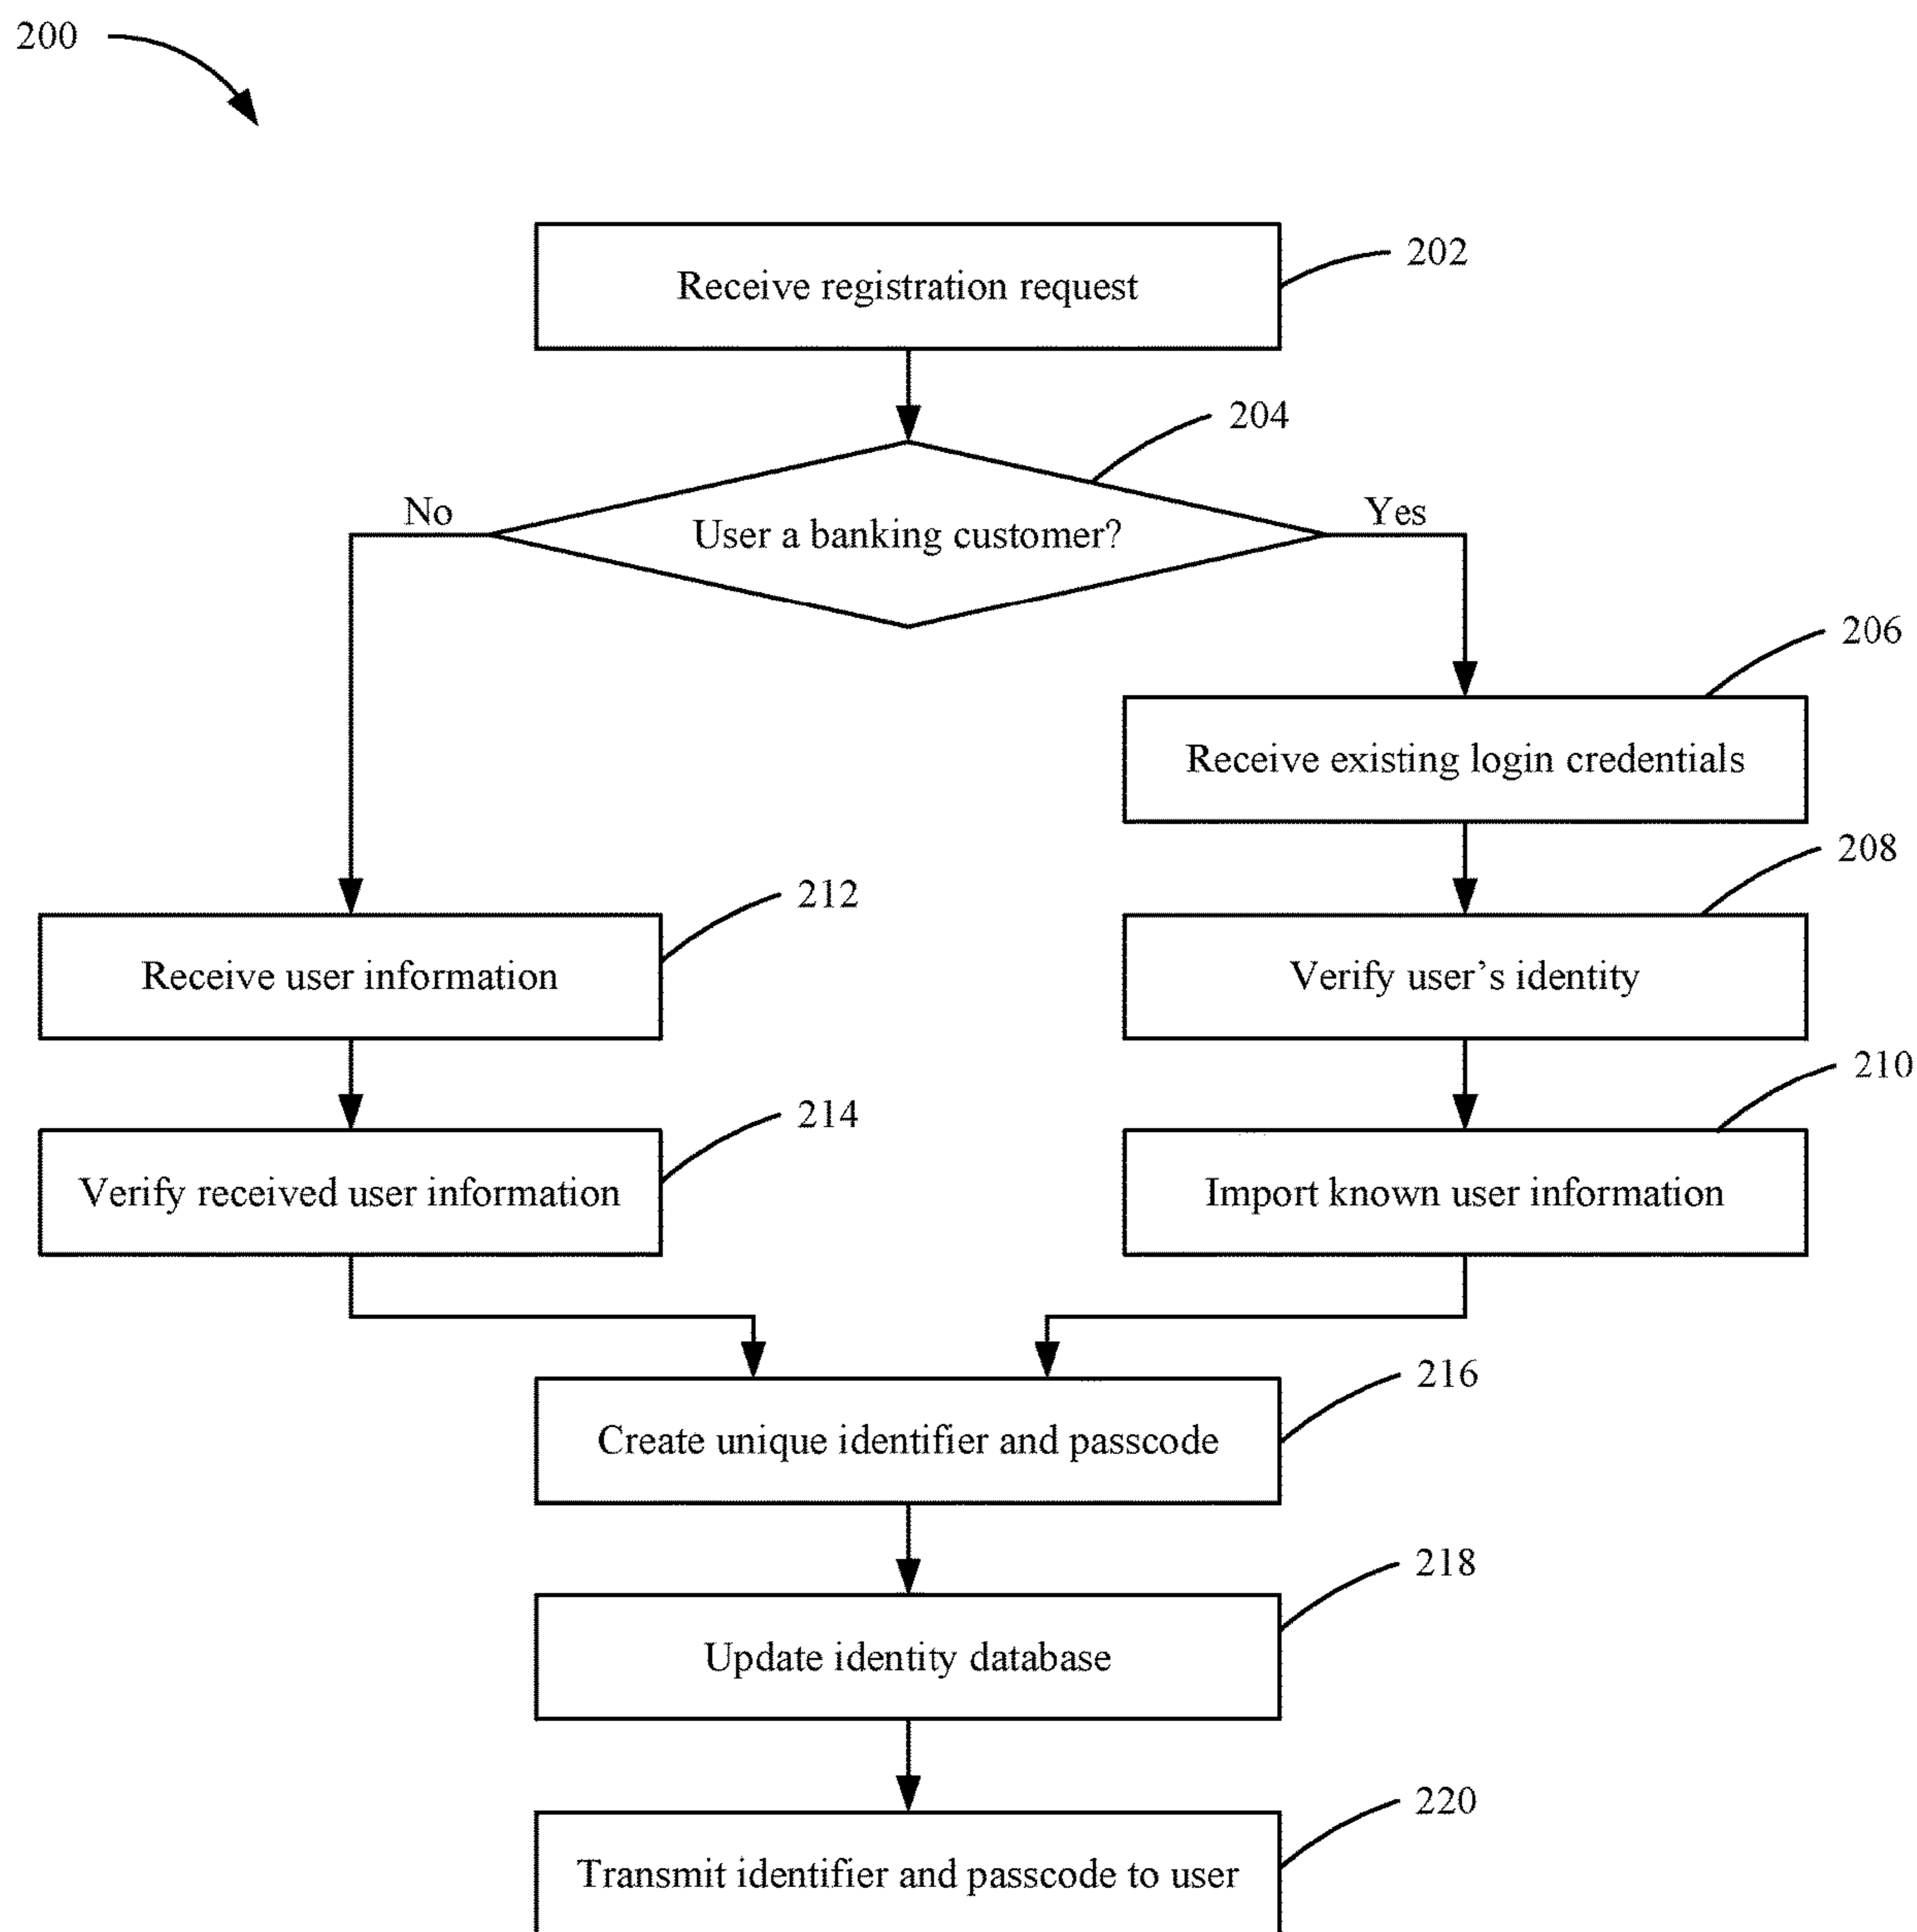 200
Receive registration request
202
204
No
User a banking customer?
Yes
206
Receive existing login credentials
208
212
Receive user information
Verify user’s identity
210
214
Verify received user information
Import known user information
216
Create unique identifier and passcode
218
Update identity database
220
Transmit identifier and passcode to user